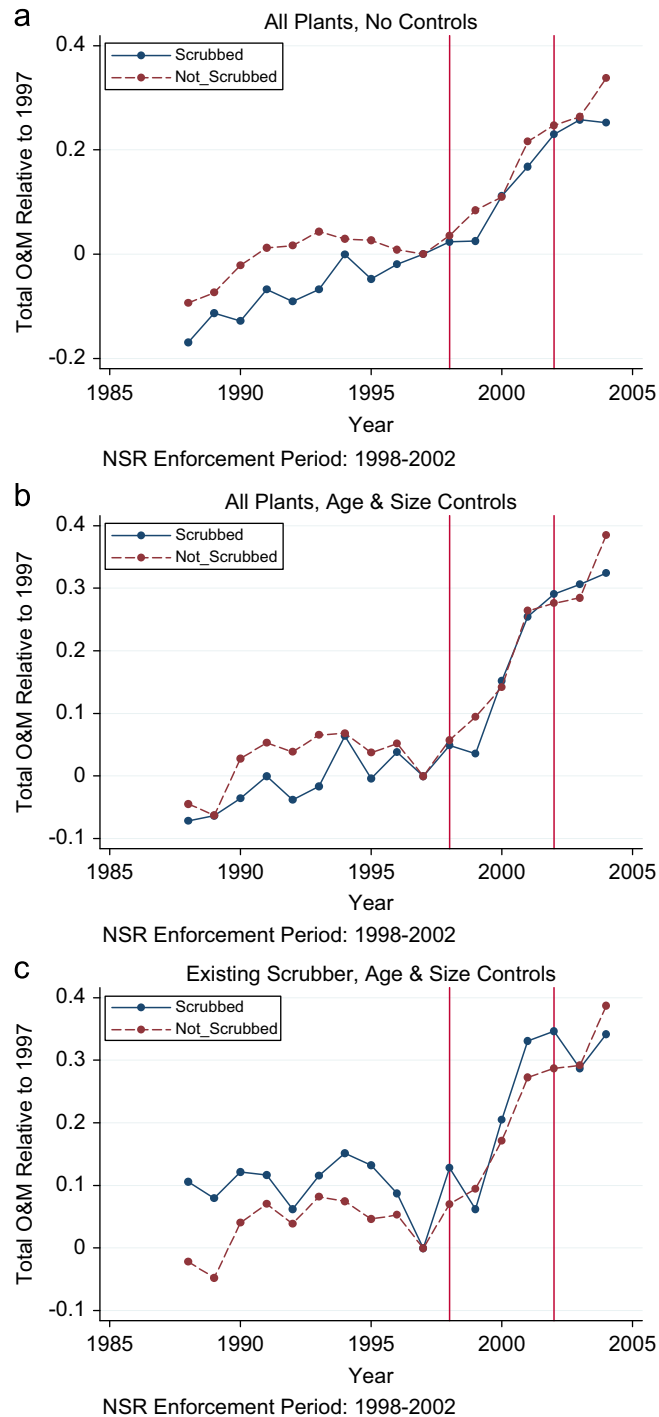 a
All Plants, No Controls
Scrubbed
Not_Scrubbed
Total O&M Relative to 1997
0.4
0.2
0
-0.2
1985 1990 1995 2000 2005
Year
NSR Enforcement Period: 1998-2002
b
All Plants, Age & Size Controls
Scrubbed
Not_Scrubbed
Total O&M Relative to 1997
0.4
0.3
0.2
0.1
0
-0.1
1985 1990 1995 2000 2005
Year
NSR Enforcement Period: 1998-2002
c
Existing Scrubber, Age & Size Controls
Scrubbed
Not_Scrubbed
Total O&M Relative to 1997
0.4
0.3
0.2
0.1
0
-0.1
1985 1990 1995 2000 2005
Year
NSR Enforcement Period: 1998-2002